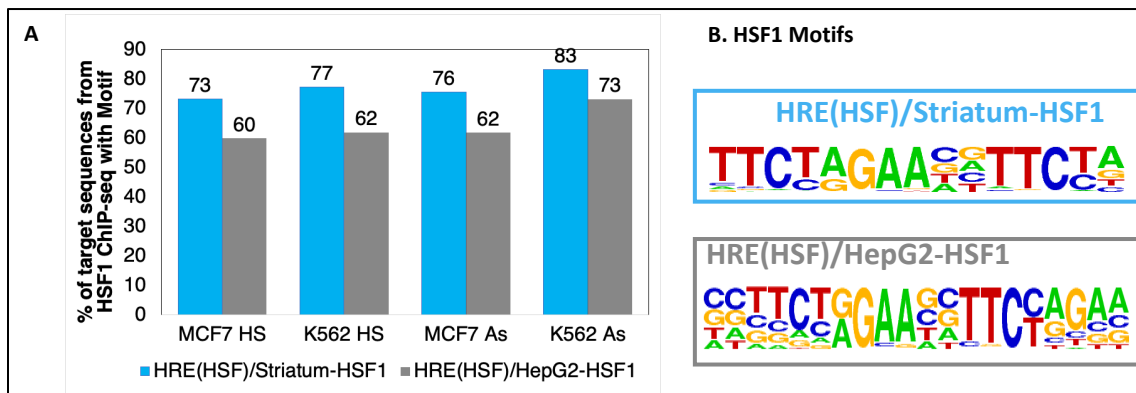 A
B. HSF1 Motifs
% of target sequences from
HSF1 ChIP-seq with Motif
90
80
70
60
50
40
30
20
10
0
73
60
77
62
76
62
83
73
MCF7 HS
K562 HS
MCF7 As
K562 As
HRE(HSF)/Striatum-HSF1
HRE(HSF)/HepG2-HSF1
HRE(HSF)/Striatum-HSF1
TTCTAGAACGTTCTA
HRE(HSF)/HepG2-HSF1
CCTTCTGGAAGCTTCCAGAA